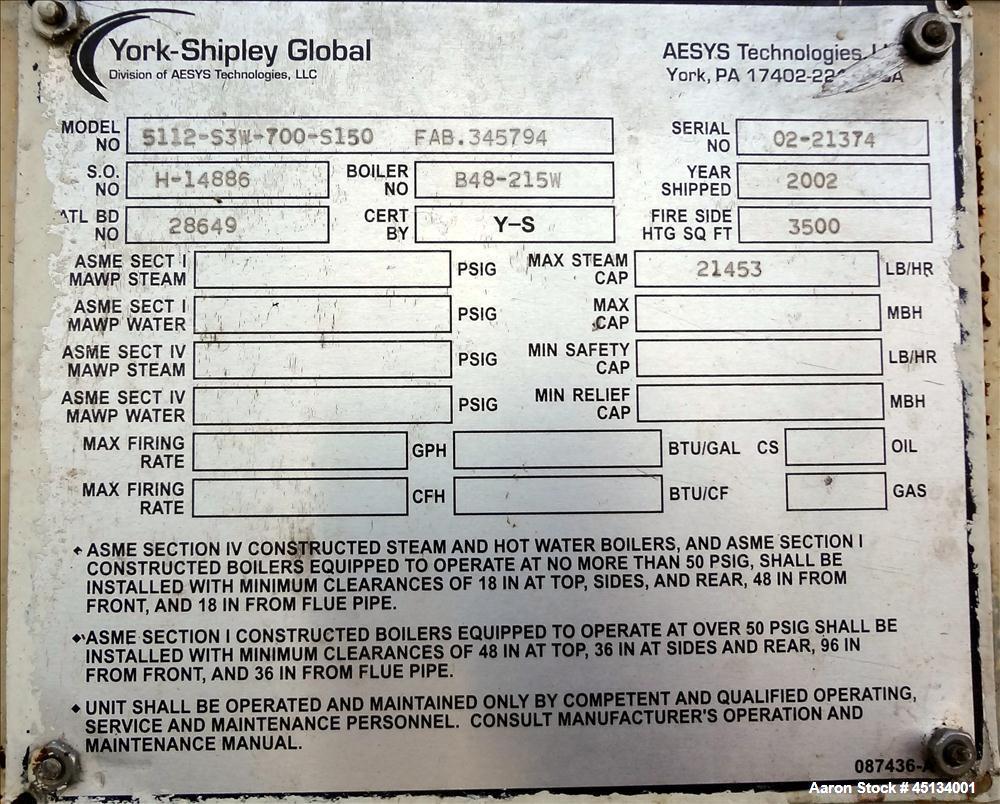 York-Shipley Global
Division of AESYS Technologies, LLC
AESYS Technologies,
York, PA 17402-22
MODEL NO 5112-S3W-700-S150 FAB.345794
SERIAL NO 02-21374
S.O. NO H-14886
BOILER NO B48-215W
YEAR SHIPPED 2002
ATL BD NO 28649
CERT BY Y-S
FIRE SIDE HTG SQ FT 3500
ASME SECT I MAWP STEAM PSIG
MAX STEAM CAP 21453 LB/HR
ASME SECT I MAWP WATER PSIG
MAX CAP MBH
ASME SECT IV MAWP STEAM PSIG
MIN SAFETY CAP LB/HR
ASME SECT IV MAWP WATER PSIG
MIN RELIEF CAP MBH
MAX FIRING RATE GPH BTU/GAL CS OIL
MAX FIRING RATE CFH BTU/CF GAS
ASME SECTION IV CONSTRUCTED STEAM AND HOT WATER BOILERS, AND ASME SECTION I
CONSTRUCTED BOILERS EQUIPPED TO OPERATE AT NO MORE THAN 50 PSIG, SHALL BE
INSTALLED WITH MINIMUM CLEARANCES OF 18 IN AT TOP, SIDES, AND REAR, 48 IN FROM
FRONT, AND 18 IN FROM FLUE PIPE.
ASME SECTION I CONSTRUCTED BOILERS EQUIPPED TO OPERATE AT OVER 50 PSIG SHALL BE
INSTALLED WITH MINIMUM CLEARANCES OF 48 IN AT TOP, 36 IN AT SIDES AND REAR, 96 IN
FROM FRONT, AND 36 IN FROM FLUE PIPE.
UNIT SHALL BE OPERATED AND MAINTAINED ONLY BY COMPETENT AND QUALIFIED OPERATING,
SERVICE AND MAINTENANCE PERSONNEL. CONSULT MANUFACTURER'S OPERATION AND
MAINTENANCE MANUAL.
087436-A
Aaron Stock # 45134001